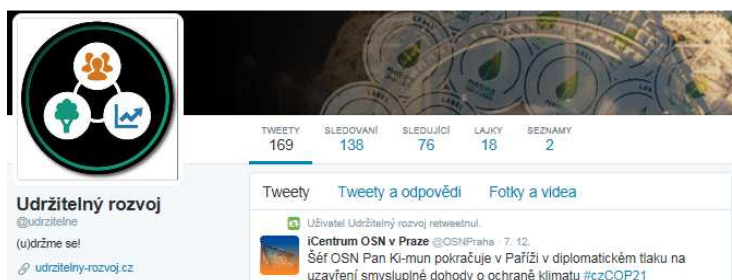 TWEETY SLEDOVANÍ SLEDUJÍCÍ LAJKY SEZNAMY
169 138 76 18 2
Udržitelný rozvoj
@udrzitelne
(u)držme se!
udrzitelny-rozvoj.cz
Tweety Tweety a odpovědi Fotky a videa
Uživatel Udržitelný rozvoj retweetnul.
iCentrum OSN v Praze @OSNPraha · 7. 12.
Šéf OSN Pan Ki-mun pokračuje v Paříži v diplomatickém tlaku na
uzavření smysluplné dohody o ochraně klimatu #czCOP21